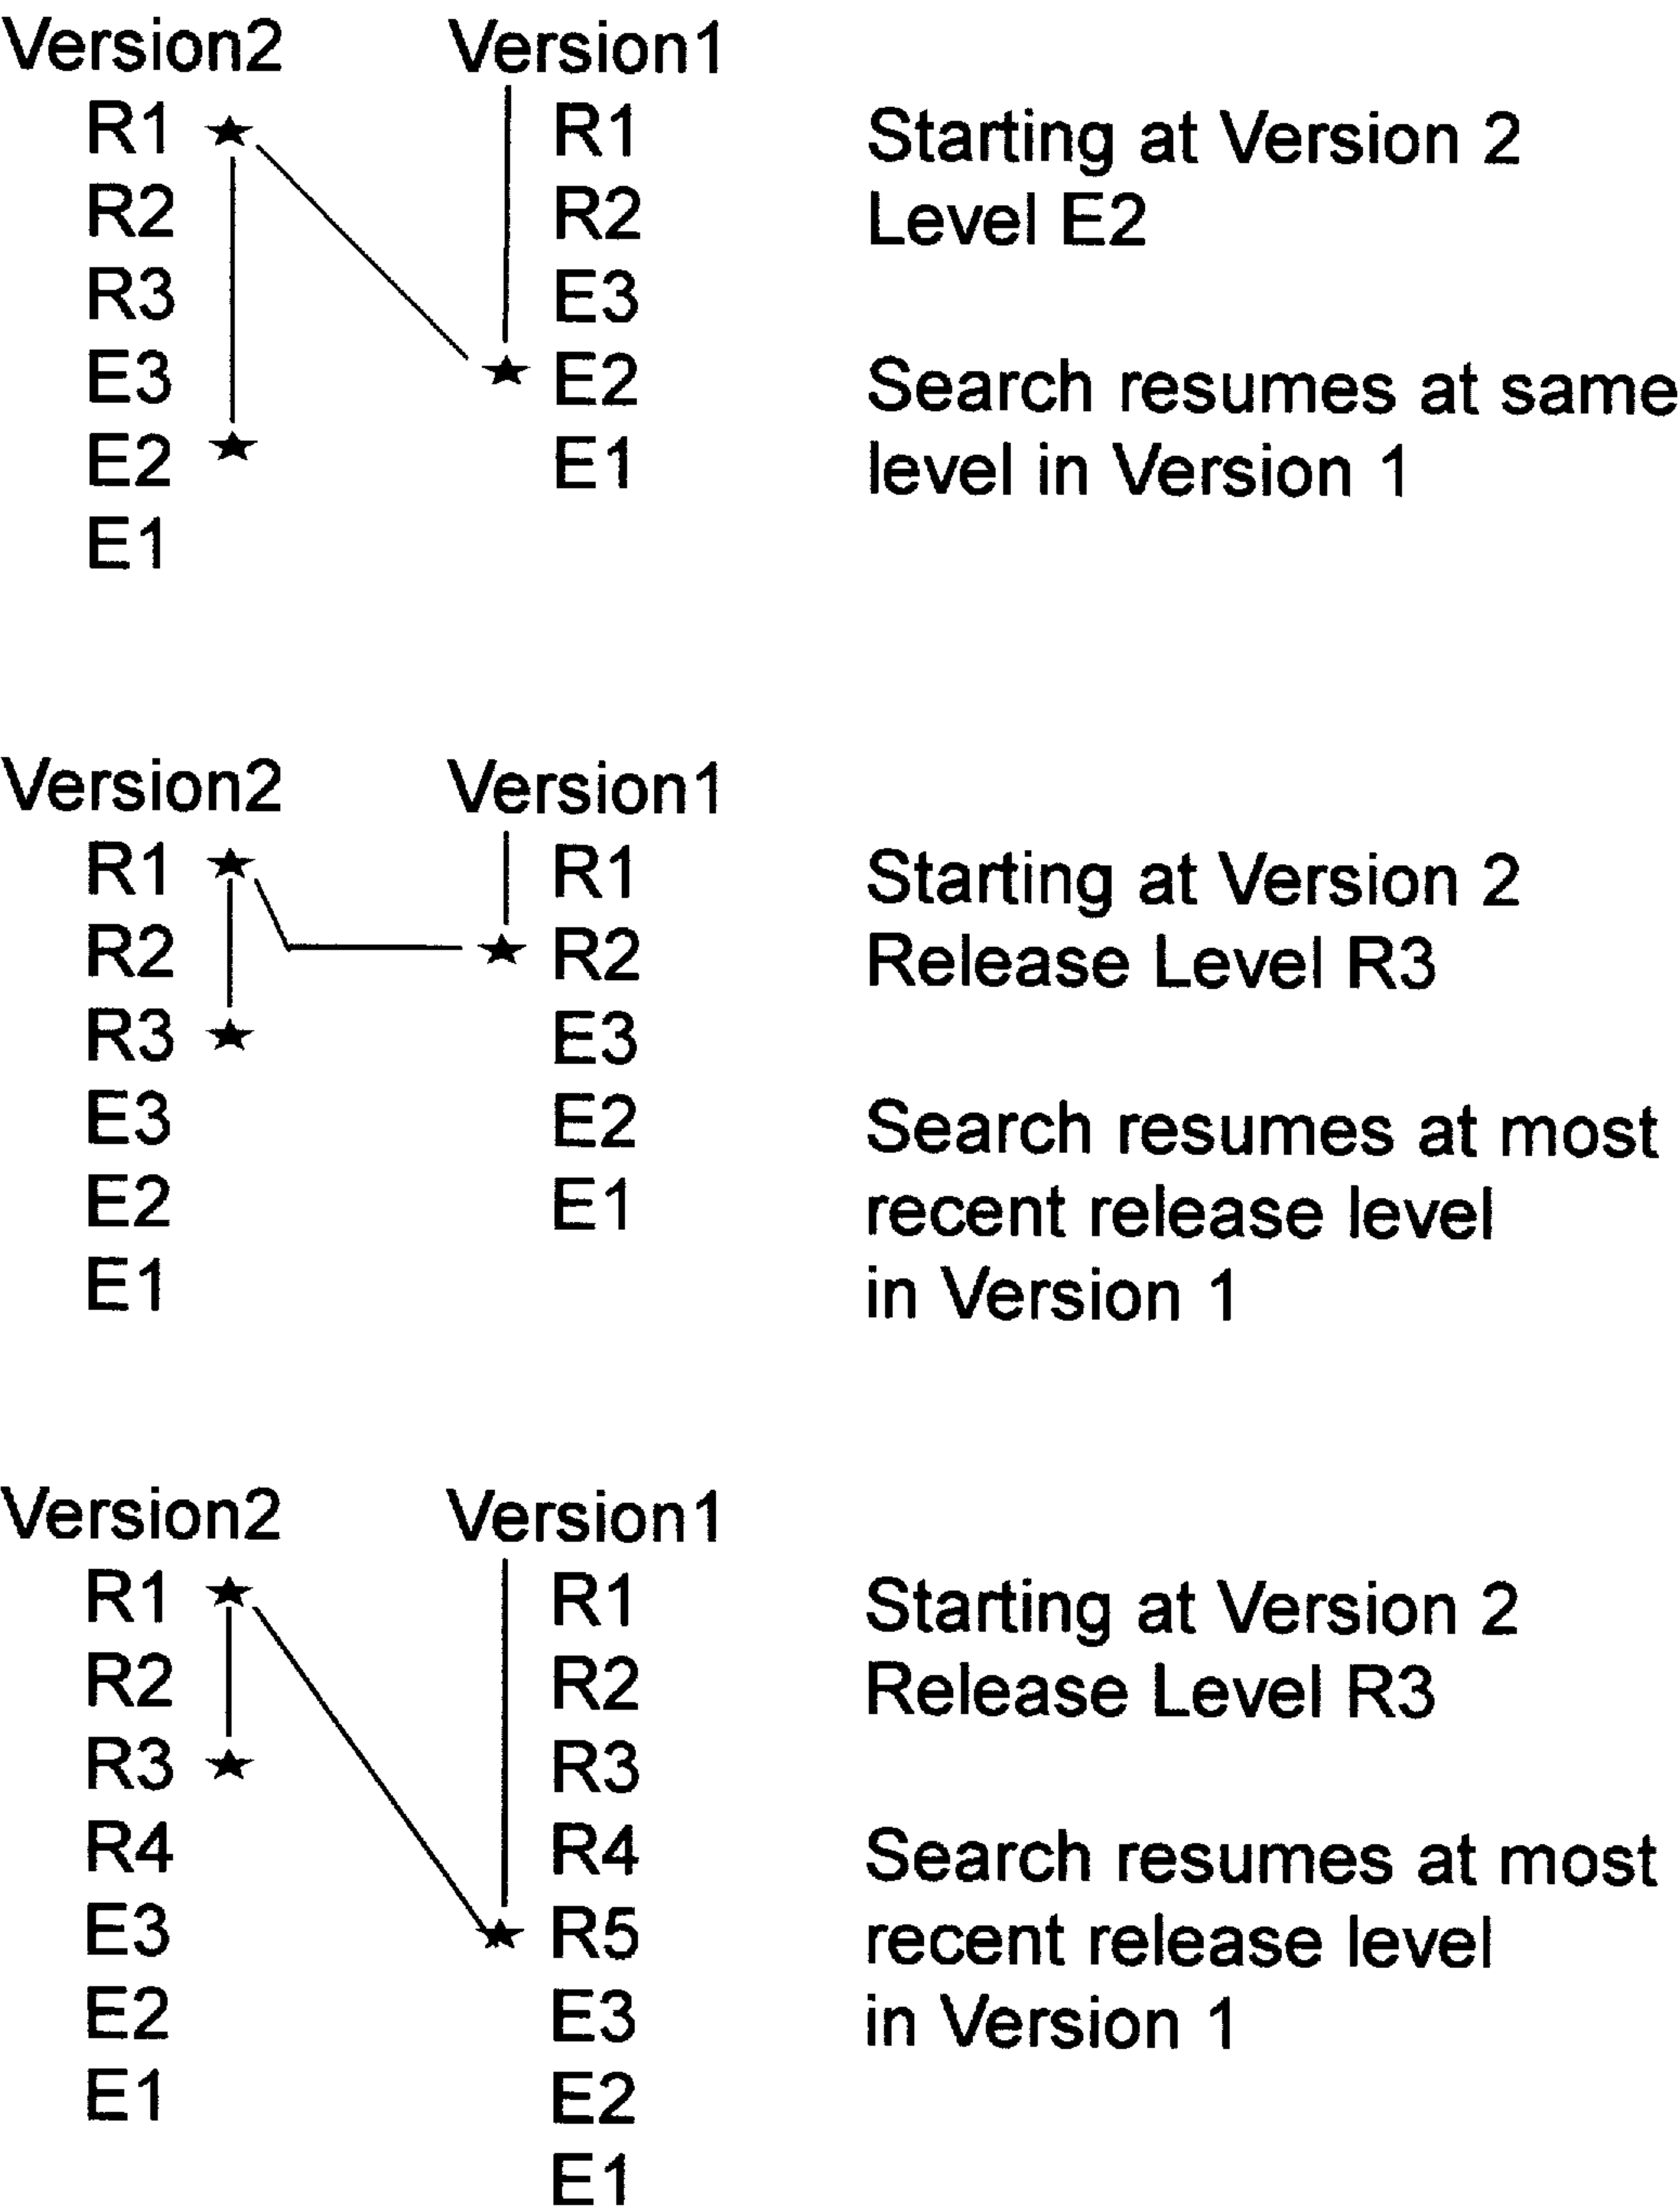 Version2 Version1
R1 R1 Starting at Version 2
R2 R2 Level E2
R3 E3
E3 E2 Search resumes at same
E2 E1 level in Version 1
E1
Version2 Version1
R1 R1 Starting at Version 2
R2 R2 Release Level R3
R3 E3
E3 E2 Search resumes at most
E2 E1 recent release level
E1 in Version 1
Version2 Version1
R1 R1 Starting at Version 2
R2 R2 Release Level R3
R3 R3
R4 R4 Search resumes at most
E3 R5 recent release level
E2 E3 in Version 1
E1 E2
E1